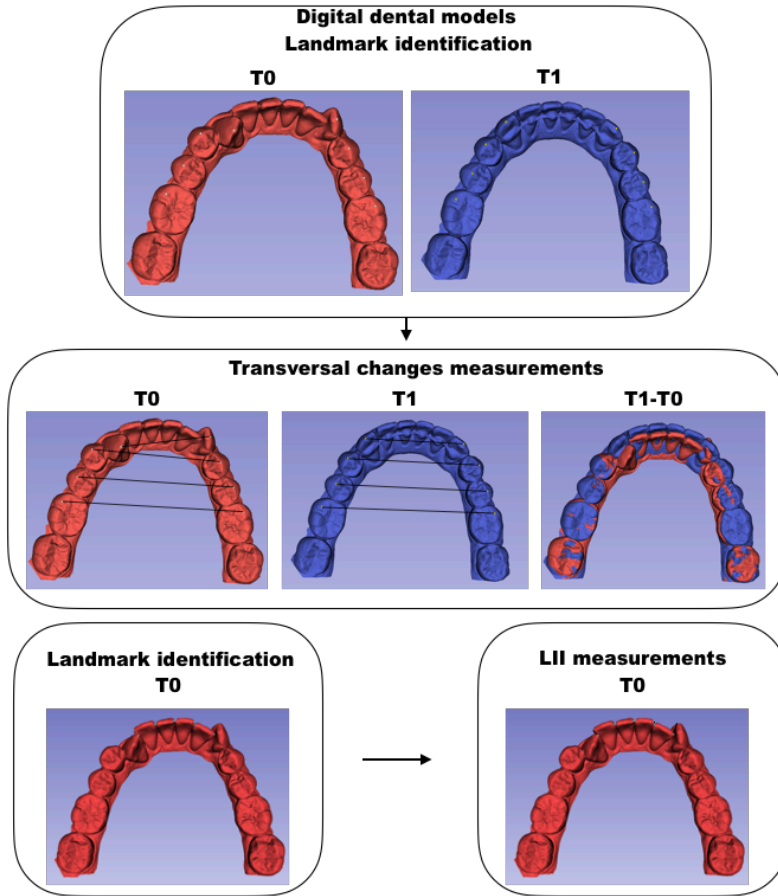 Digital dental models
Landmark identification
T0
T1
Transversal changes measurements
T0
T1
T1-T0
Landmark identification
T0
LII measurements
T0